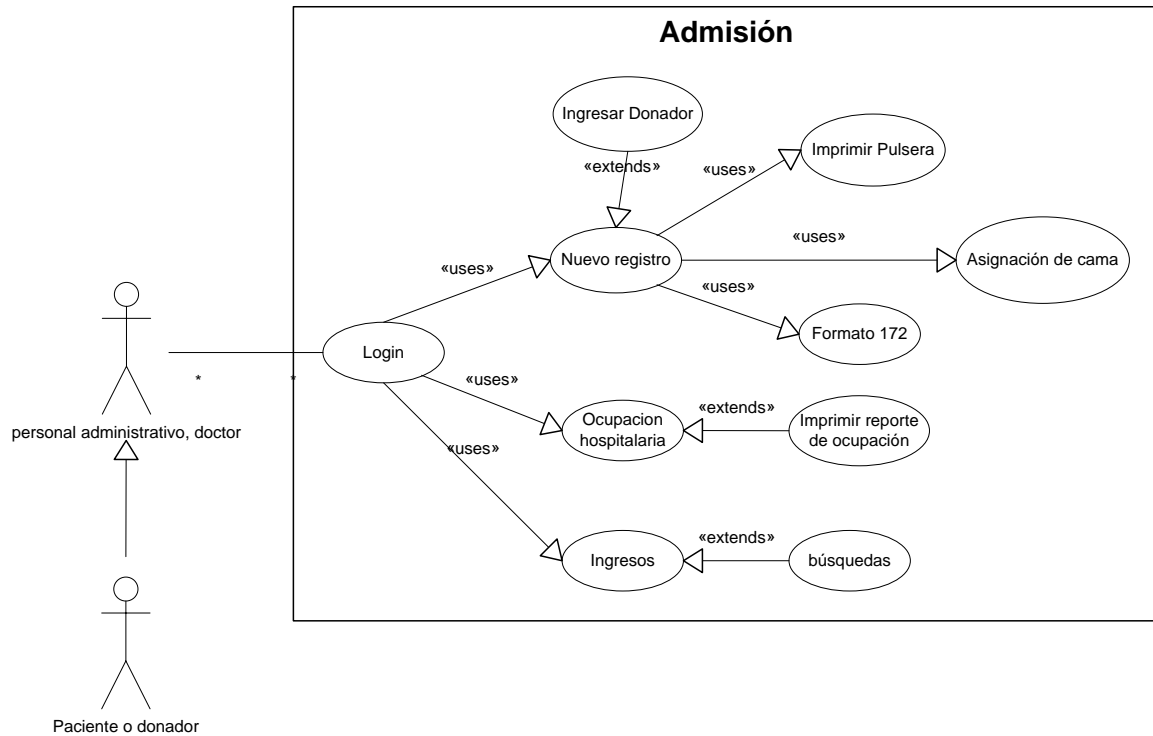 Admisión
Ingresar Donador
Imprimir Pulsera
«extends»
«uses»
«uses»
Nuevo registro
Asignación de cama
«uses»
«uses»
Formato 172
Login
* *
«uses»
personal administrativo, doctor
«extends»
Ocupacion
hospitalaria
Imprimir reporte
de ocupación
«uses»
«extends»
Ingresos
búsquedas
Paciente o donador